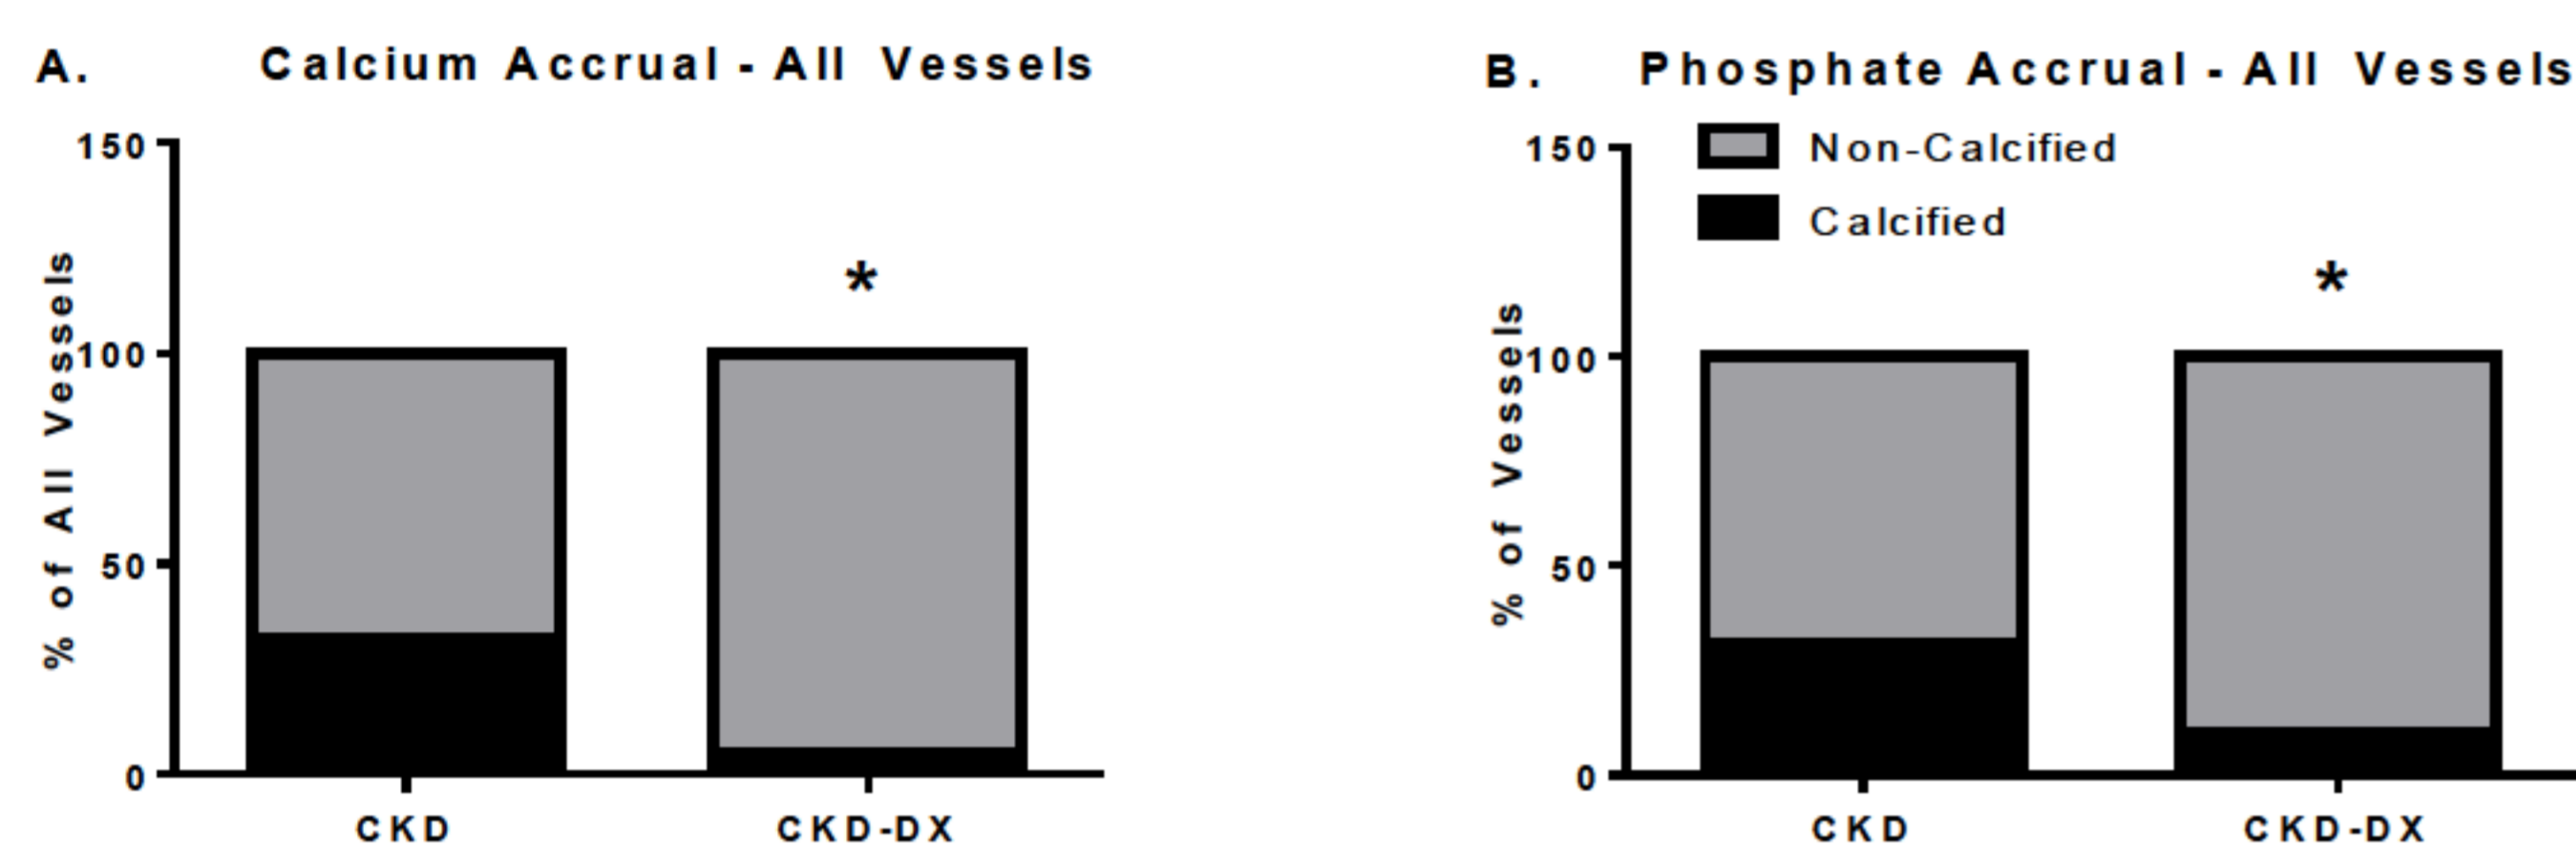 A. Calcium Accrual - All Vessels
150
100
50
0
% of All Vessels
*
CKD CKD-DX
B. Phosphate Accrual - All Vessels
Non-Calcified
Calcified
150
100
50
0
% of Vessels
*
CKD CKD-DX